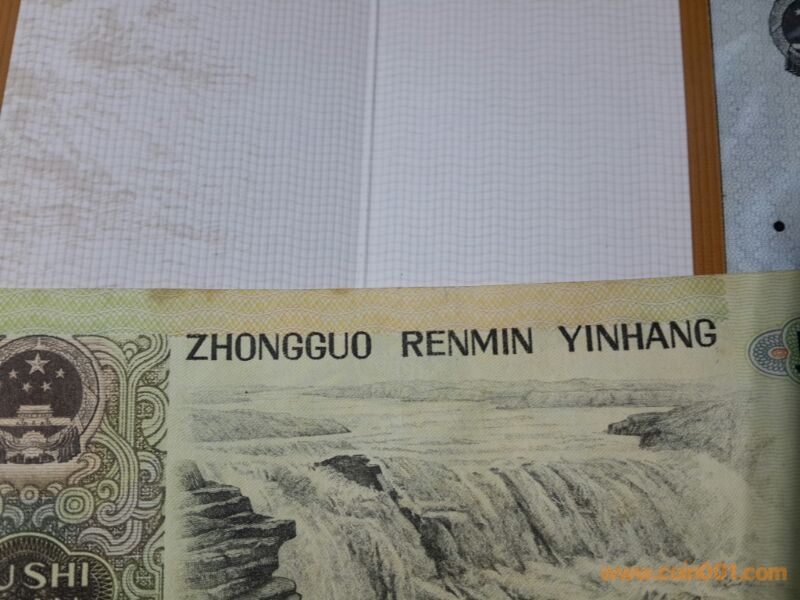 ZHONGGUO RENMIN YINHANG
SHI
www.coin001.com